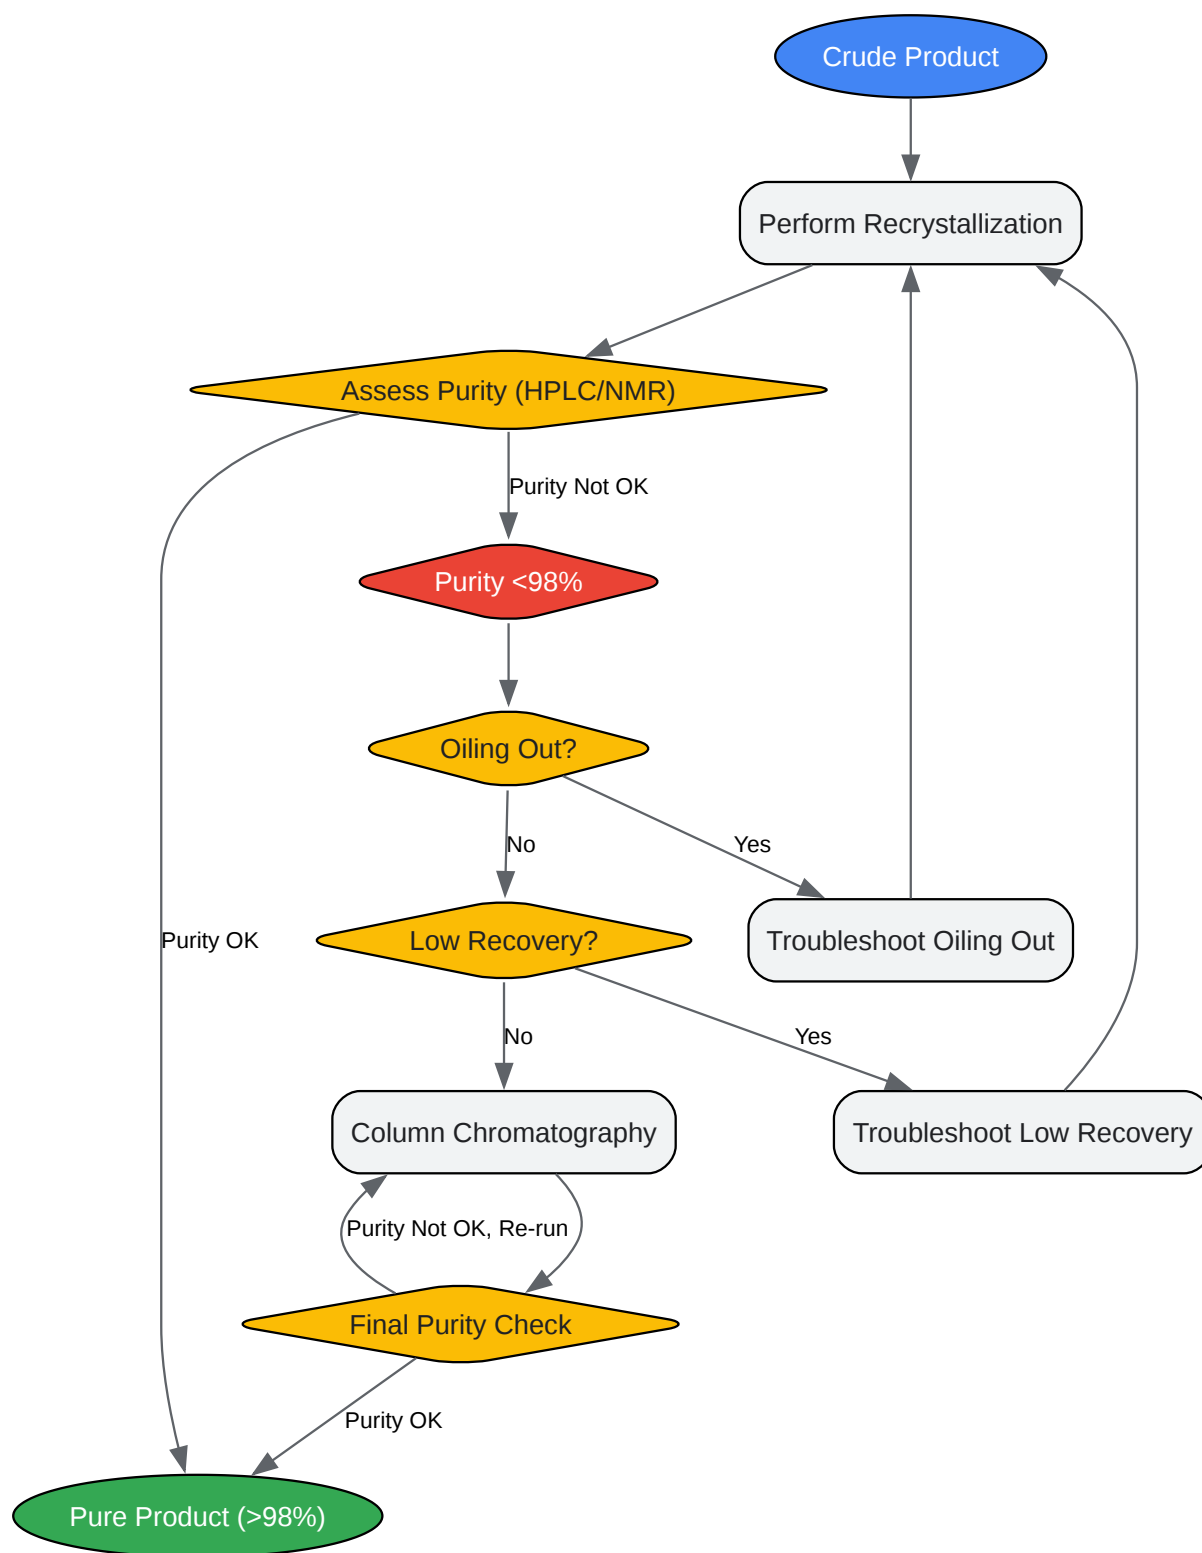 Crude Product
Perform Recrystallization
Assess Purity (HPLC/NMR)
Purity Not OK
Purity <98%
Oiling Out?
No
Yes
Purity OK
Low Recovery?
Troubleshoot Oiling Out
No
Yes
Column Chromatography
Troubleshoot Low Recovery
Purity Not OK, Re-run
Final Purity Check
Purity OK
Pure Product (>98%)